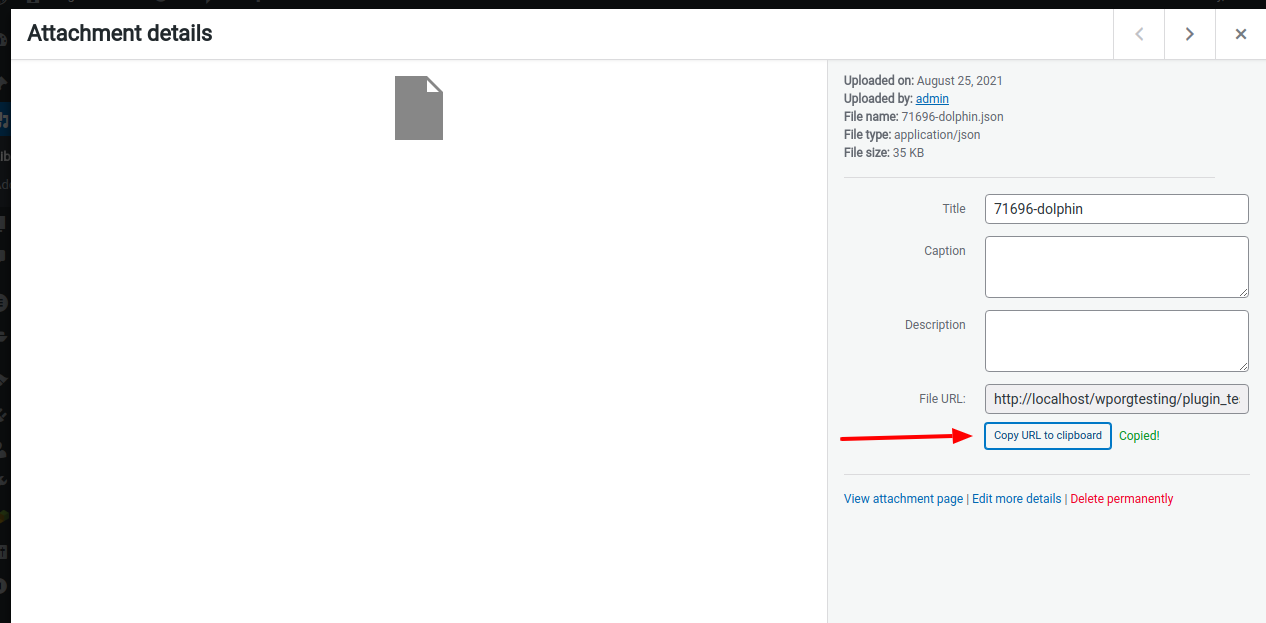 Attachment details
Uploaded on: August 25, 2021
Uploaded by: admin
File name: 71696-dolphin.json
File type: application/json
File size: 35 KB
Title
71696-dolphin
Caption
Description
File URL:
http://localhost/wporgtesting/plugin_te
Copy URL to clipboard Copied!
View attachment page | Edit more details | Delete permanently